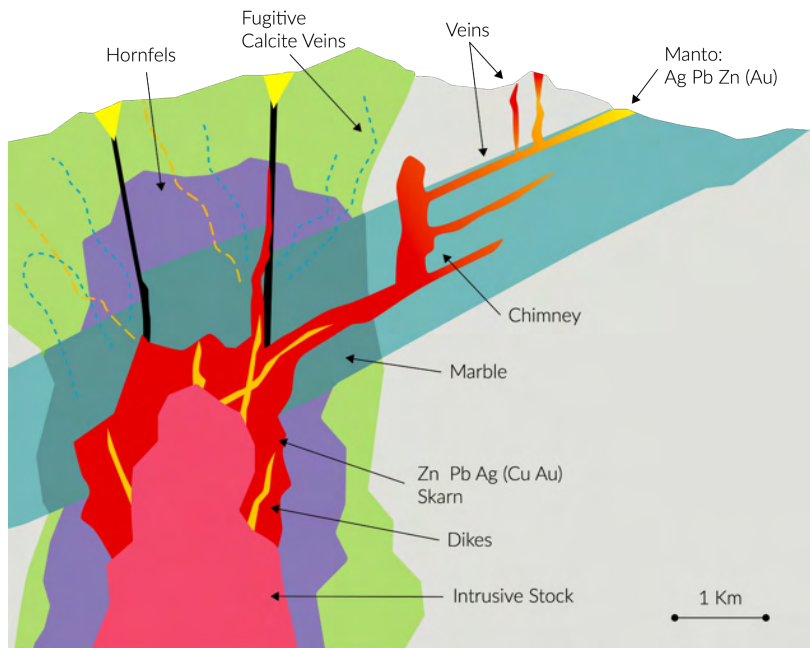 Fugitive
Calcite Veins
Hornfels
Veins
Manto:
Ag Pb Zn (Au)
Chimney
Marble
Zn Pb Ag (Cu Au)
Skarn
Dikes
Intrusive Stock
1 Km